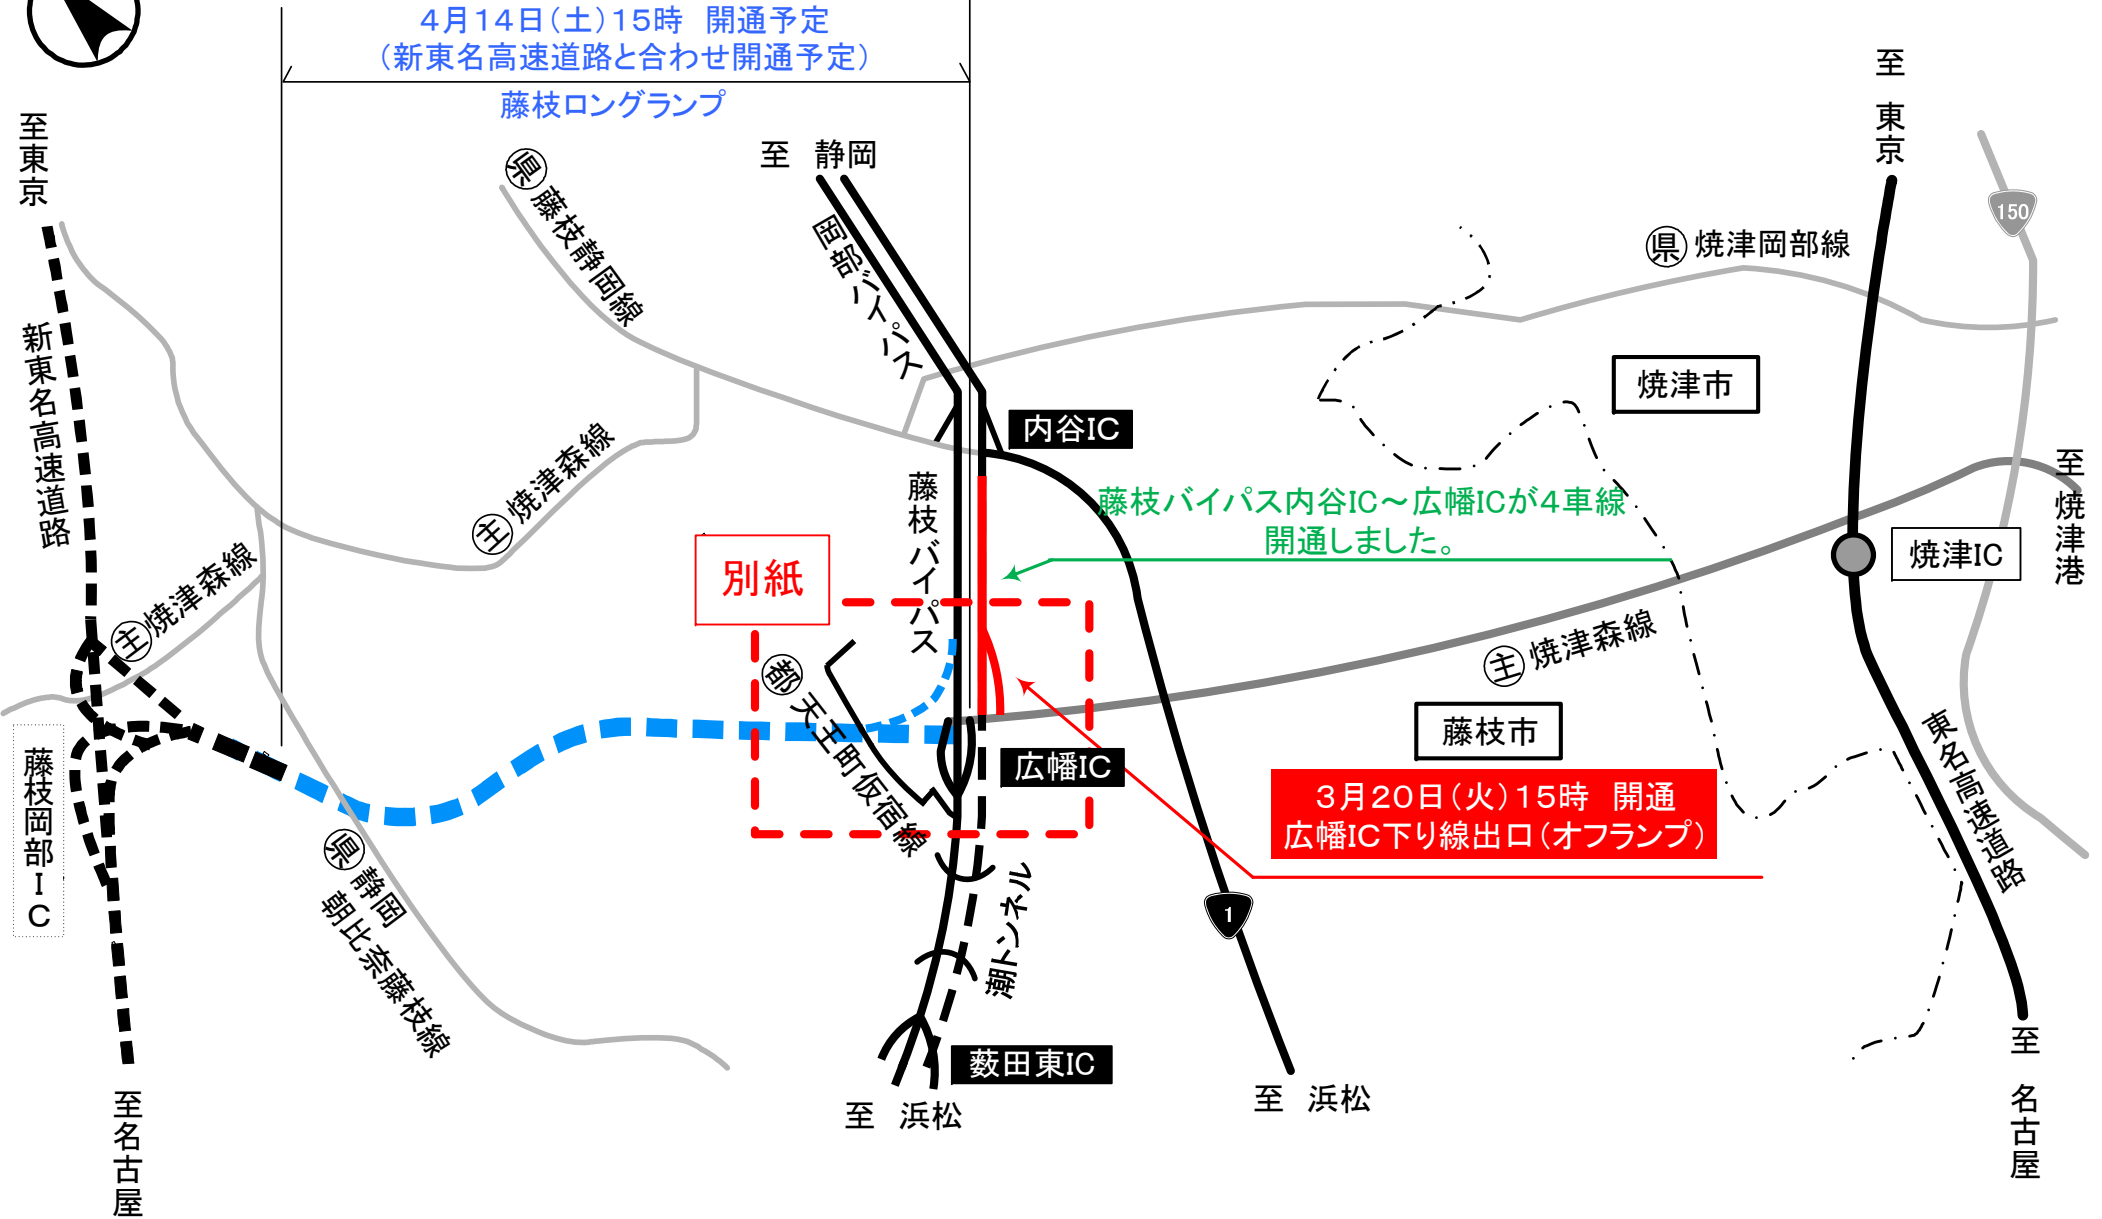 4月14日(土)15時 開通予定
(新東名高速道路と合わせ開通予定)
藤枝ロングランプ
至東京
新東名高速道路
主 焼津森線
藤枝岡部IC
至名古屋
県 藤枝静岡線
主 焼津森線
県 静岡
朝比奈藤枝線
至 静岡
岡部バイパス
内谷IC
藤枝バイパス
別紙
都 天王町仮宿線
広幡IC
潮トンネル
薮田東IC
至 浜松
藤枝バイパス内谷IC~広幡ICが4車線
開通しました。
1
至 浜松
3月20日(火)15時 開通
広幡IC下り線出口(オフランプ)
藤枝市
主 焼津森線
焼津市
県 焼津岡部線
至 東京
150
焼津IC
至 焼津港
東名高速道路
至 名古屋